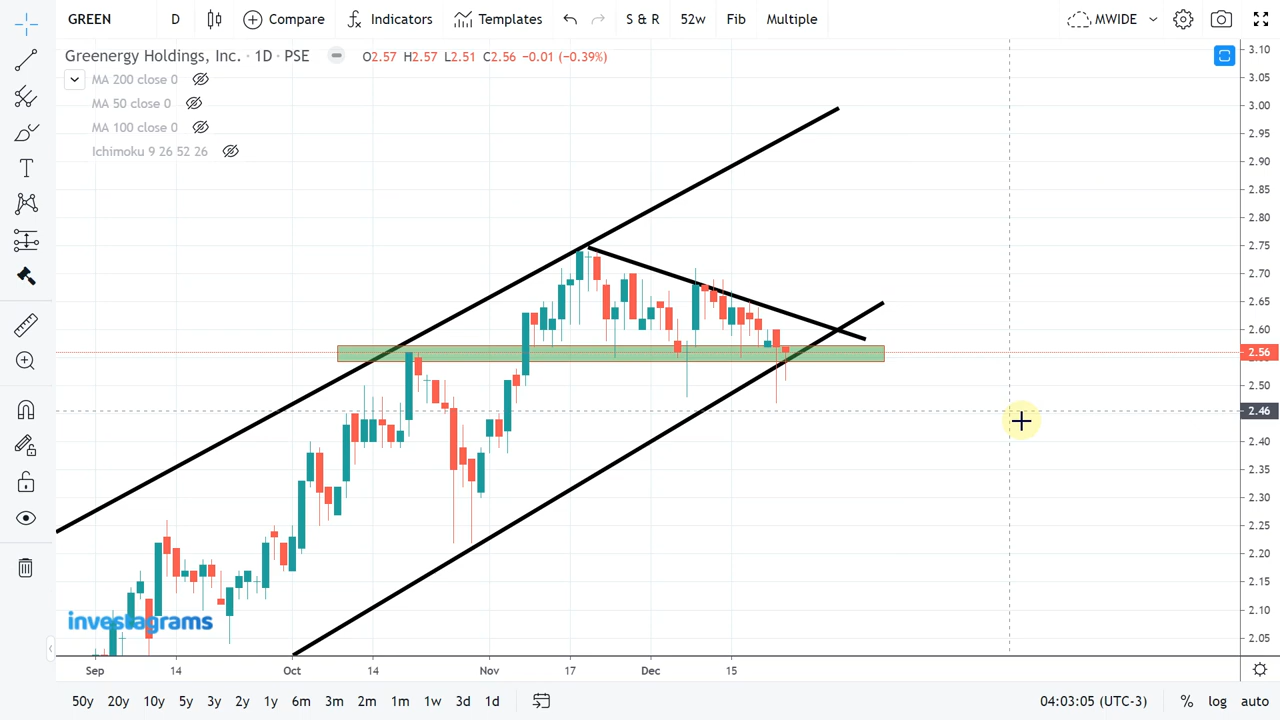 GREEN D Compare Indicators Templates S & R 52w Fib Multiple MWIDE
Greenergy Holdings, Inc. · 1D · PSE O2.57 H2.57 L2.51 C2.56 −0.01 (−0.39%)
MA 200 close 0
MA 50 close 0
MA 100 close 0
Ichimoku 9 26 52 26
3.10
3.05
3.00
2.95
2.90
2.85
2.80
2.75
2.70
2.65
2.60
2.56
2.50
2.46
2.40
2.35
2.30
2.25
2.20
2.15
2.10
2.05
investagrams
Sep 14 Oct 14 Nov 17 Dec 15
50y 20y 10y 5y 3y 2y 1y 6m 3m 2m 1m 1w 3d 1d 04:03:05 (UTC-3) % log auto